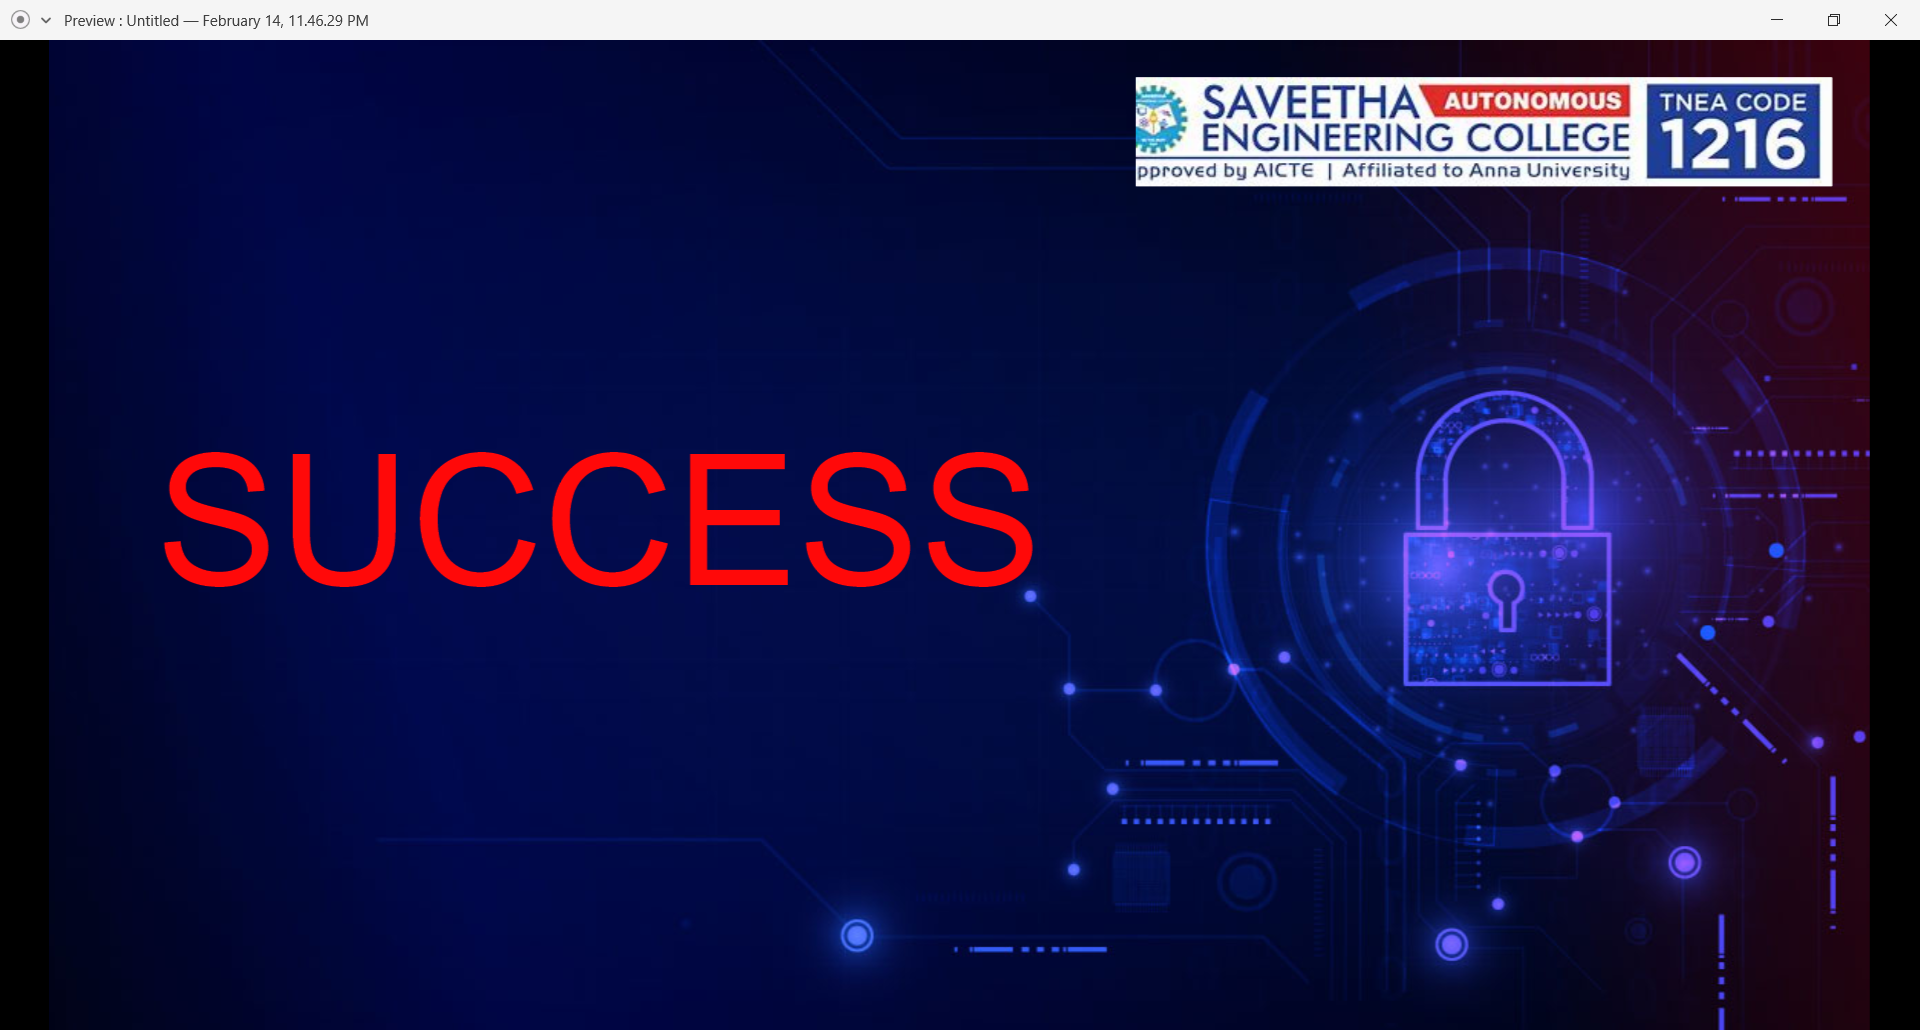 Preview : Untitled — February 14, 11.46.29 PM
SAVEETHA AUTONOMOUS
ENGINEERING COLLEGE
pproved by AICTE | Affiliated to Anna University
TNEA CODE
1216
SUCCESS